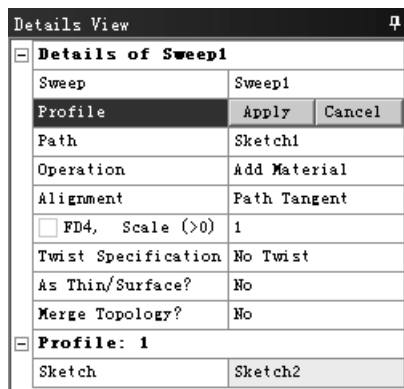 Details View
Details of Sweep1
Sweep Sweep1
Profile Apply Cancel
Path Sketch1
Operation Add Material
Alignment Path Tangent
FD4, Scale (>0) 1
Twist Specification No Twist
As Thin/Surface? No
Merge Topology? No
Profile: 1
Sketch Sketch2